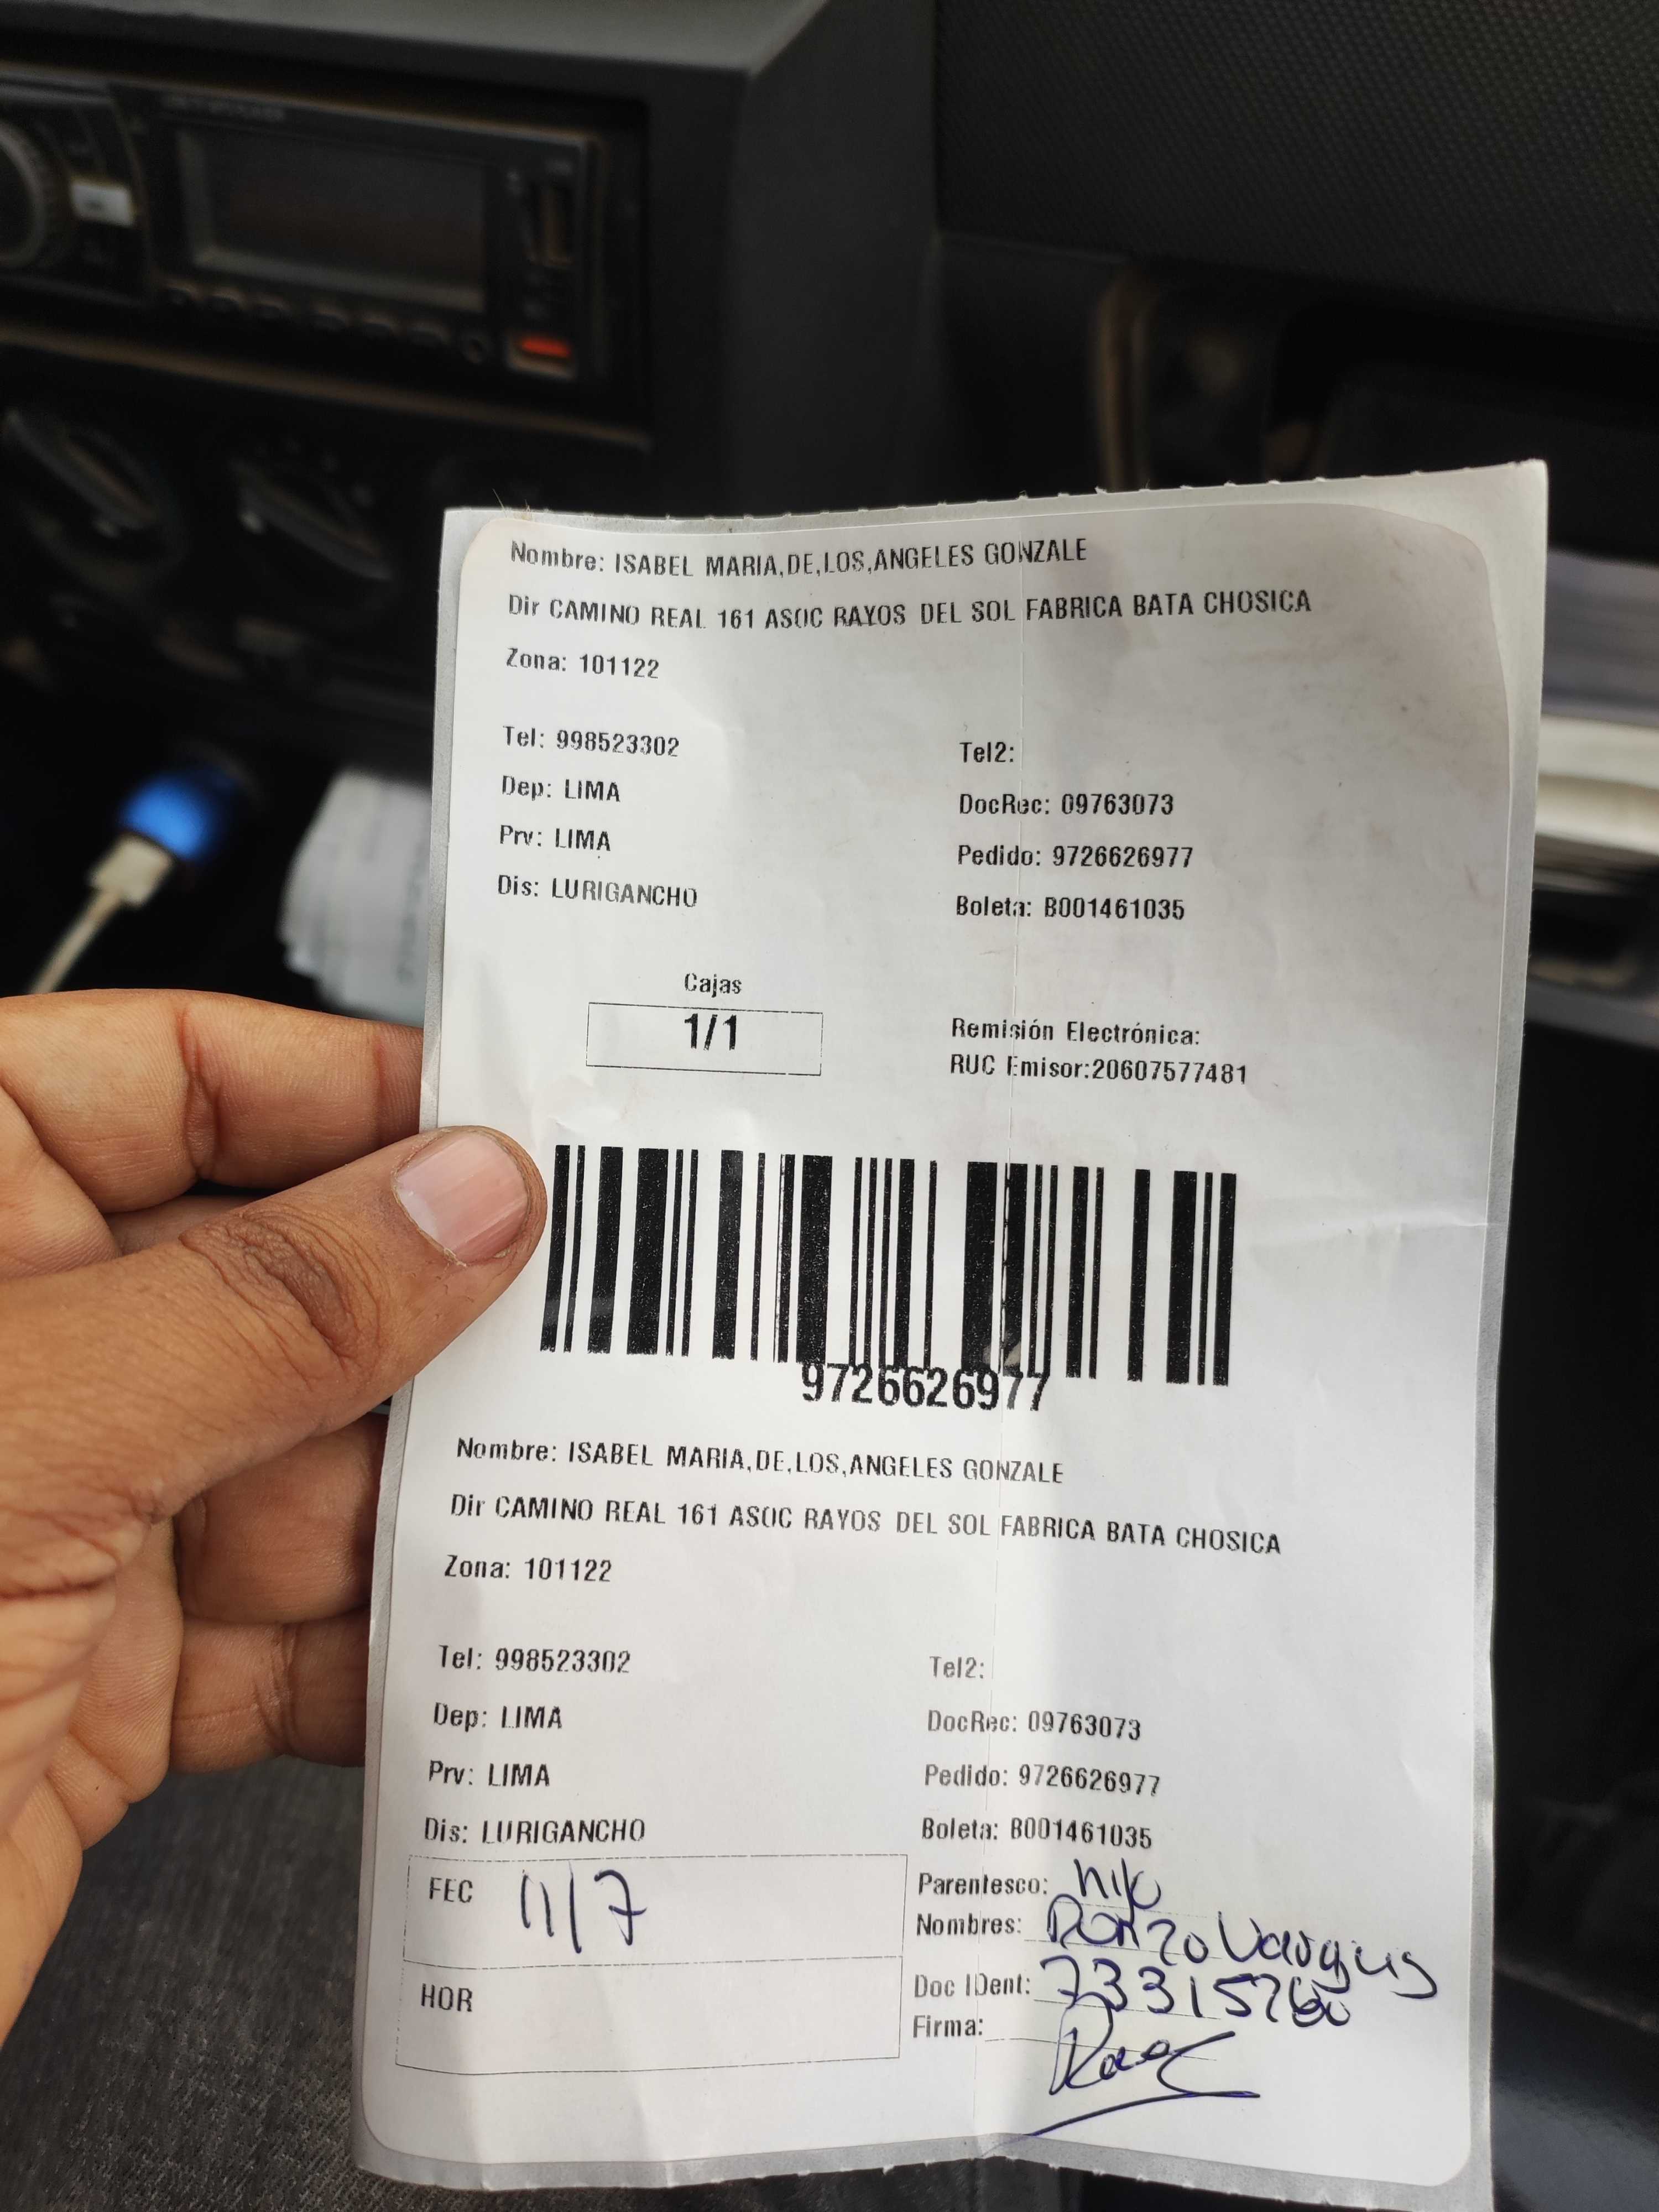 Nombre: ISABEL MARIA,DE,LOS,ANGELES GONZALE
Dir CAMINO REAL 161 ASOC RAYOS DEL SOL FABRICA BATA CHOSICA
Zona: 101122
Tel: 998523302
Tel2:
Dep: LIMA
DocRec: 09763073
Prv: LIMA
Pedido: 9726626977
Dis: LURIGANCHO
Boleta: B001461035
Cajas
1/1
Remisión Electrónica:
RUC Emisor:20607577481
9726626977
Nombre: ISABEL MARIA,DE,LOS,ANGELES GONZALE
Dir CAMINO REAL 161 ASOC RAYOS DEL SOL FABRICA BATA CHOSICA
Zona: 101122
Tel: 998523302
Tel2:
Dep: LIMA
DocRec: 09763073
Prv: LIMA
Pedido: 9726626977
Dis: LURIGANCHO
Boleta: B001461035
FEC 11/7
HOR
Parentesco: hijo
Nombres:
Doc IDent:
Firma: